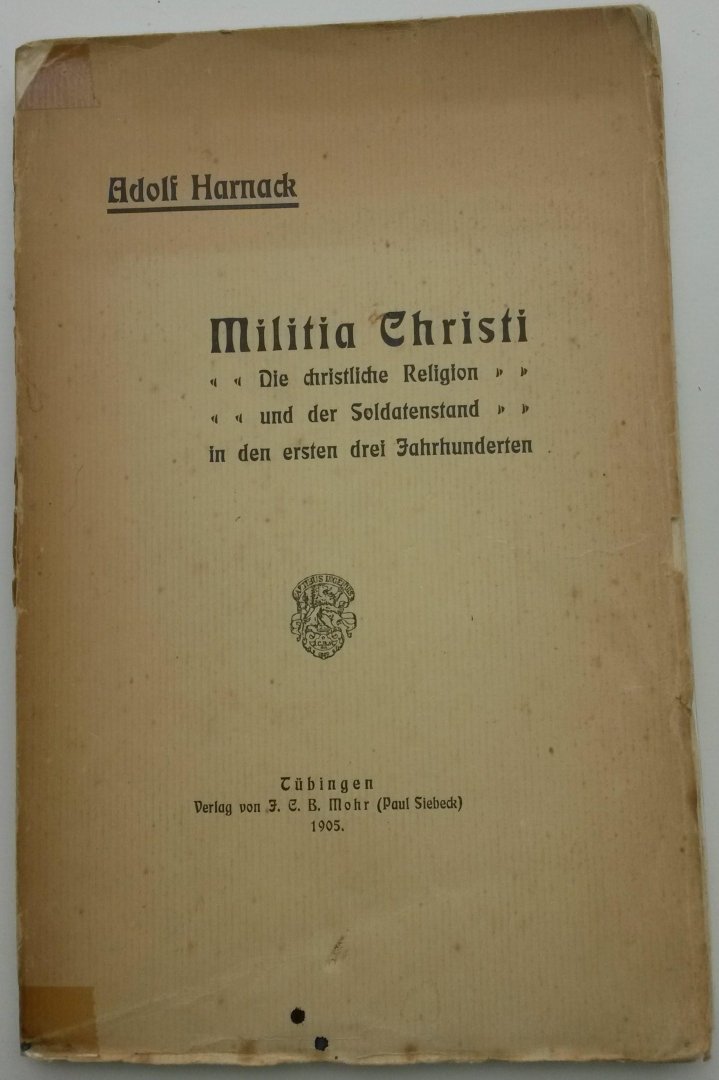 Adolf Harnack
Militia Christi
« « Die christliche Religion » »
« « und der Soldatenstand » »
in den ersten drei Jahrhunderten
Tübingen
Verlag von J. C. B. Mohr (Paul Siebeck)
1905.